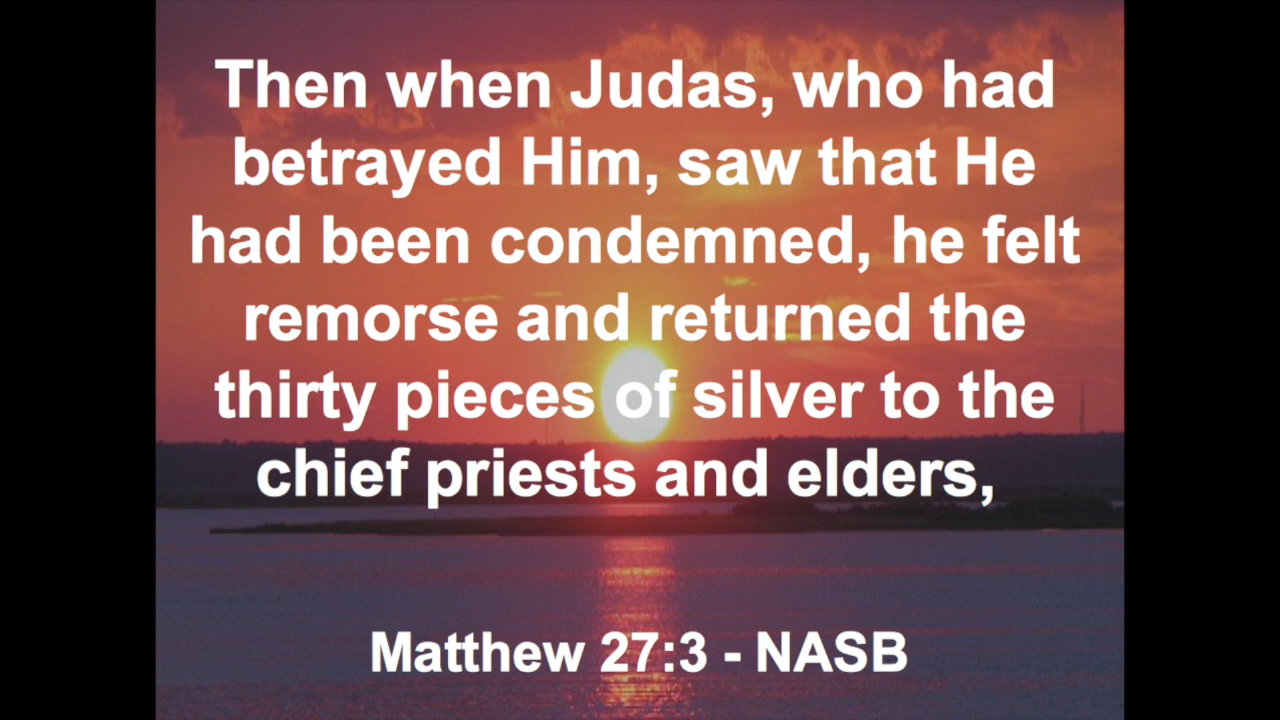 Then when Judas, who had
betrayed Him, saw that He
had been condemned, he felt
remorse and returned the
thirty pieces of silver to the
chief priests and elders,
Matthew 27:3 - NASB